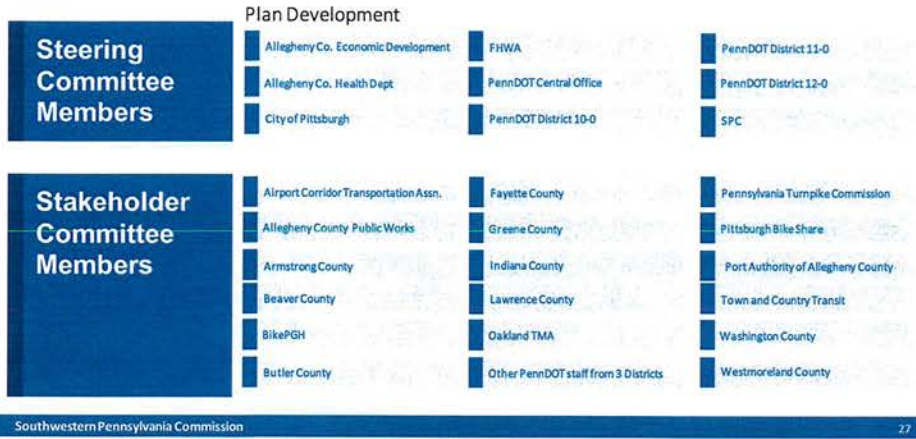 Plan Development
Steering
Committee
Members
Allegheny Co. Economic Development
FHWA
PennDOT District 11-0
Allegheny Co. Health Dept
PennDOT Central Office
PennDOT District 12-0
City of Pittsburgh
PennDOT District 10-0
SPC
Stakeholder
Committee
Members
Airport Corridor Transportation Assn.
Fayette County
Pennsylvania Turnpike Commission
Allegheny County Public Works
Greene County
Pittsburgh Bike Share
Armstrong County
Indiana County
Port Authority of Allegheny County
Beaver County
Lawrence County
Town and Country Transit
BikePGH
Oakland TMA
Washington County
Butler County
Other PennDOT staff from 3 Districts
Westmoreland County
Southwestern Pennsylvania Commission
27